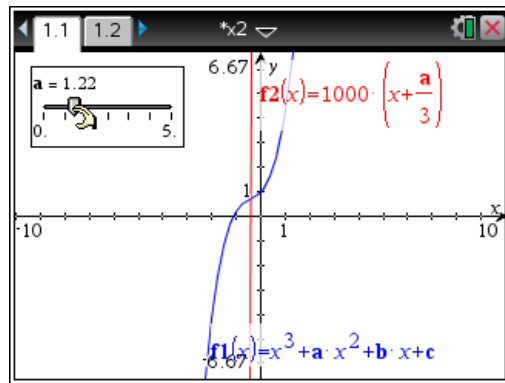 1.1 1.2 *x2
6.67 y
a = 1.22
0. 5.
f2(x)=1000·(x+a/3)
1
x
-10 1 10
-6.67
f1(x)=x³+a·x²+b·x+c